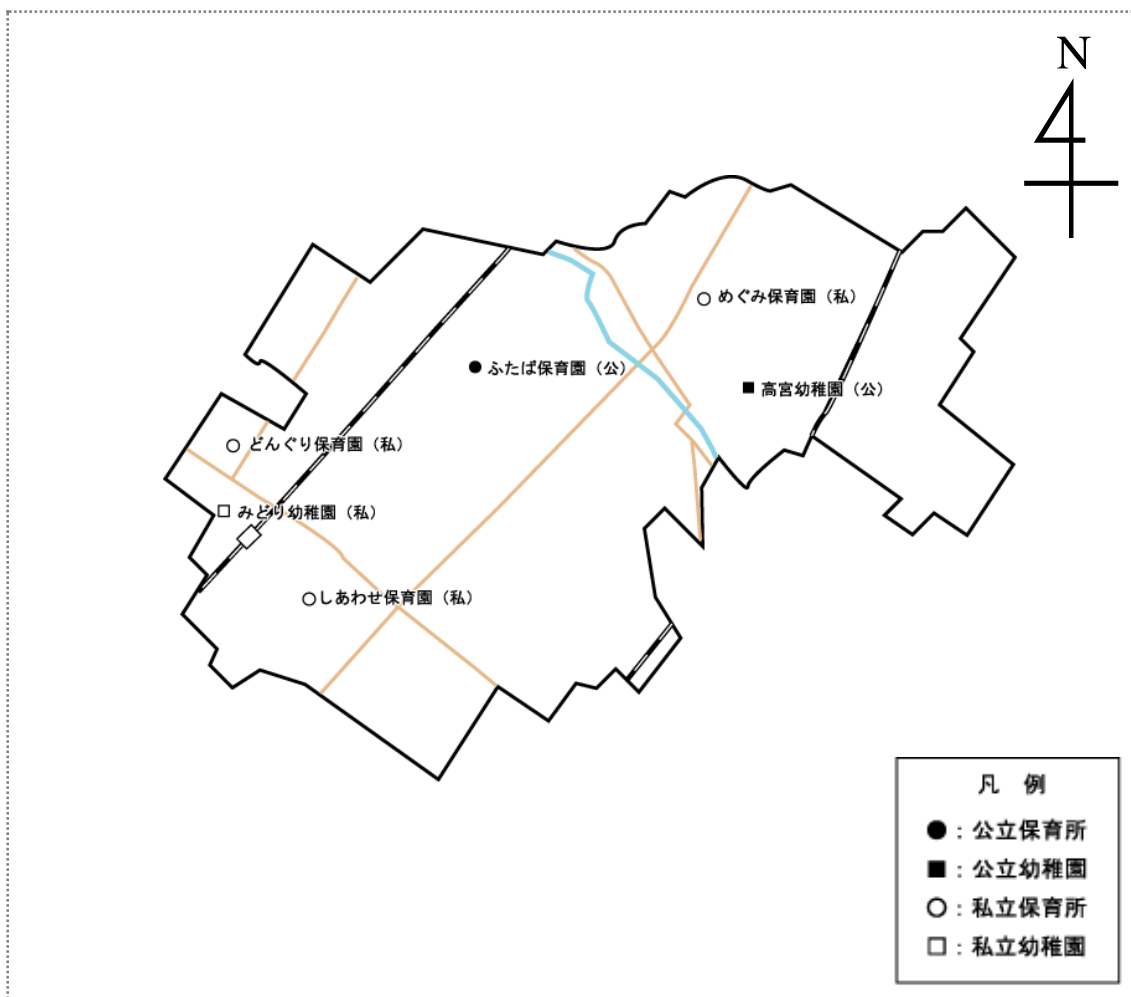 N
めぐみ保育園（私）
ふたば保育園（公）
高宮幼稚園（公）
どんぐり保育園（私）
みどり幼稚園（私）
しあわせ保育園（私）
凡 例
●：公立保育所
■：公立幼稚園
○：私立保育所
□：私立幼稚園